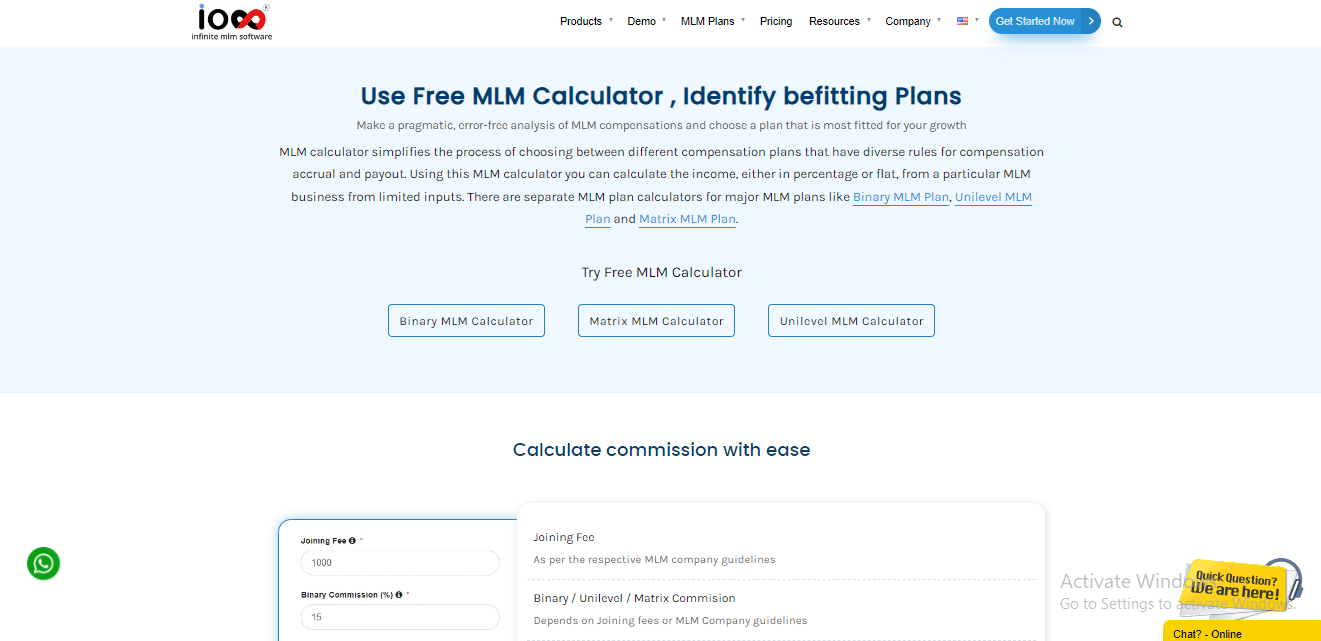 ioss®
infinite mlm software
Products Demo MLM Plans Pricing Resources Company Get Started Now
Use Free MLM Calculator , Identify befitting Plans
Make a pragmatic, error-free analysis of MLM compensations and choose a plan that is most fitted for your growth
MLM calculator simplifies the process of choosing between different compensation plans that have diverse rules for compensation
accrual and payout. Using this MLM calculator you can calculate the income, either in percentage or flat, from a particular MLM
business from limited inputs. There are separate MLM plan calculators for major MLM plans like Binary MLM Plan, Unilevel MLM
Plan and Matrix MLM Plan.
Try Free MLM Calculator
Binary MLM Calculator Matrix MLM Calculator Unilevel MLM Calculator
Calculate commission with ease
Joining Fee *
1000
Binary Commission (%) *
15
Joining Fee
As per the respective MLM company guidelines
Binary / Unilevel / Matrix Commision
Depends on Joining fees or MLM Company guidelines
Activate Windows
Go to Settings to activate Windows.
Quick Question?
We are here!
Chat? - Online